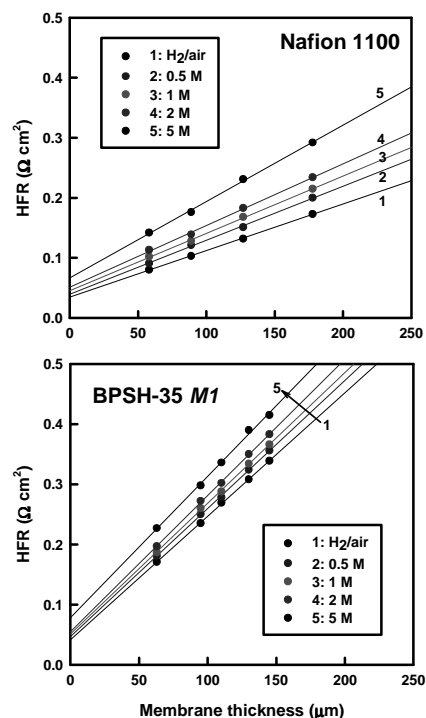 0.5
Nafion 1100
1: H2/air
2: 0.5 M
3: 1 M
4: 2 M
5: 5 M
0.4
0.3
0.2
0.1
0.0
HFR (Ω cm²)
5
4
3
2
1
0 50 100 150 200 250
0.5
BPSH-35 M1
5
1
0.4
0.3
0.2
0.1
0.0
HFR (Ω cm²)
1: H2/air
2: 0.5 M
3: 1 M
4: 2 M
5: 5 M
0 50 100 150 200 250
Membrane thickness (μm)